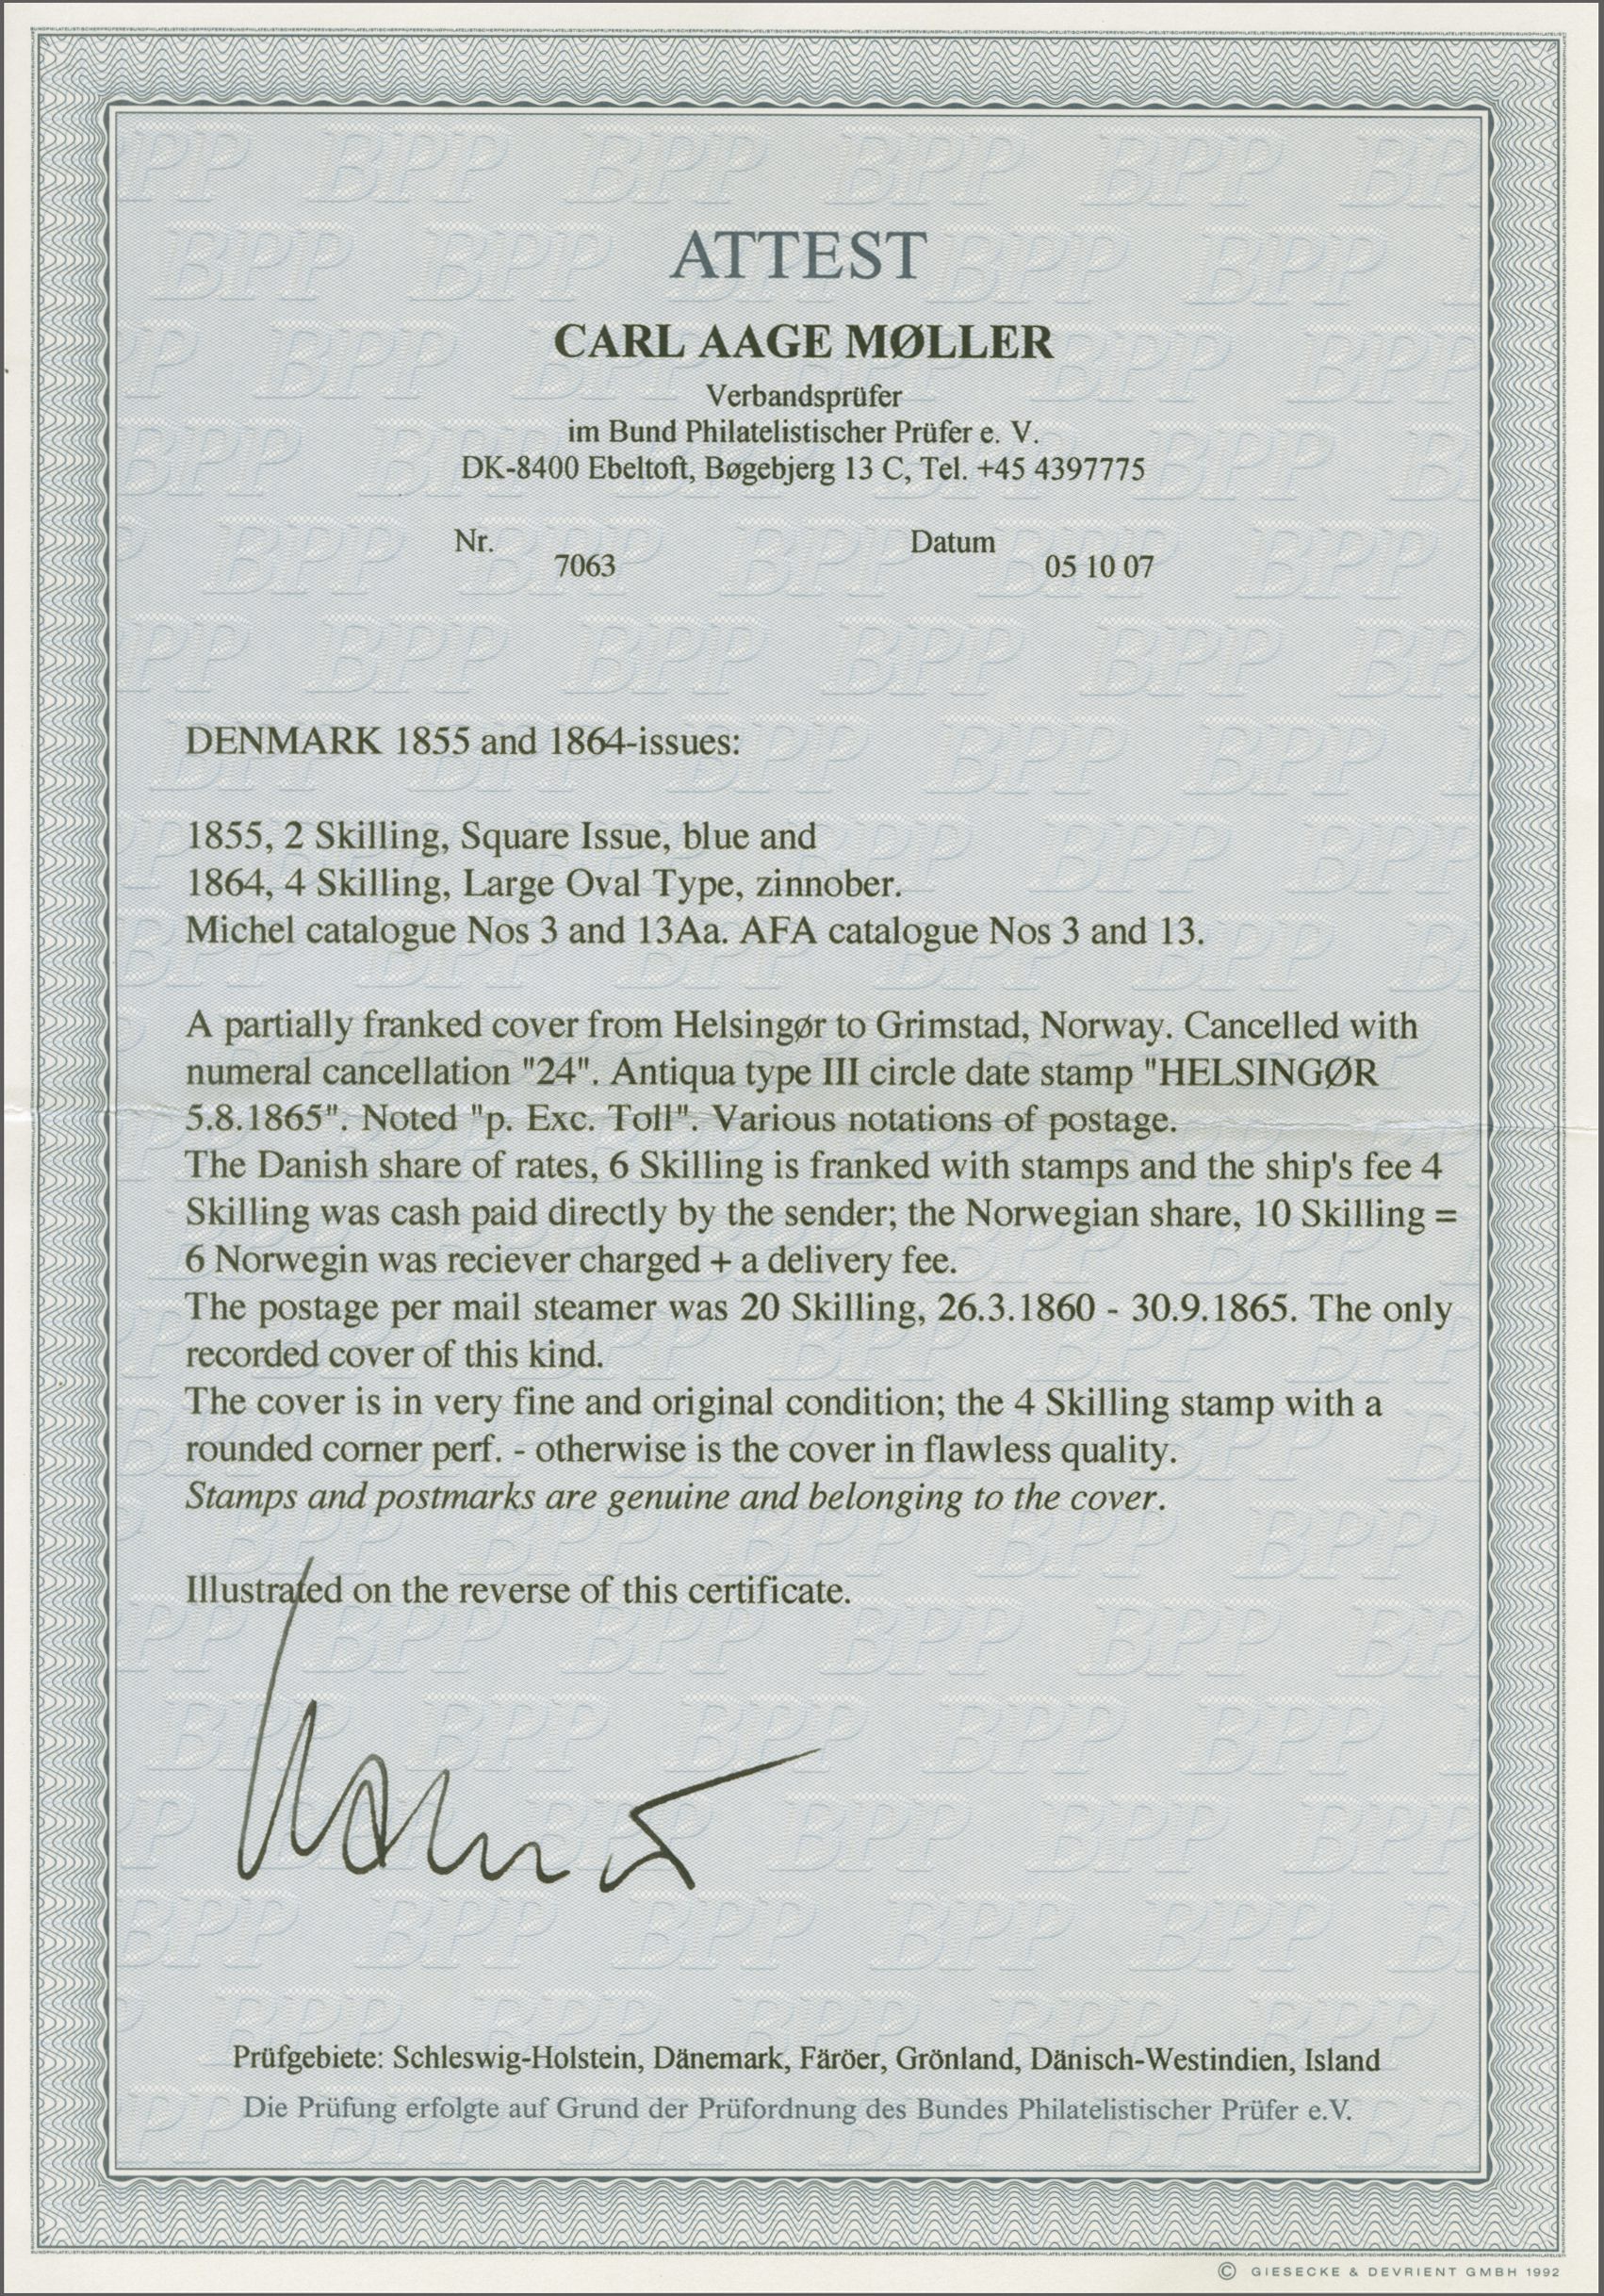 ATTEST
CARL AAGE MØLLER
Verbandsprüfer
im Bund Philatelistischer Prüfer e. V.
DK-8400 Ebeltoft, Bøgebjerg 13 C, Tel. +45 4397775
Nr. 7063 Datum 05 10 07
DENMARK 1855 and 1864-issues:
1855, 2 Skilling, Square Issue, blue and
1864, 4 Skilling, Large Oval Type, zinnober.
Michel catalogue Nos 3 and 13Aa. AFA catalogue Nos 3 and 13.
A partially franked cover from Helsingør to Grimstad, Norway. Cancelled with
numeral cancellation "24". Antiqua type III circle date stamp "HELSINGØR
5.8.1865". Noted "p. Exc. Toll". Various notations of postage.
The Danish share of rates, 6 Skilling is franked with stamps and the ship's fee 4
Skilling was cash paid directly by the sender; the Norwegian share, 10 Skilling =
6 Norwegin was reciever charged + a delivery fee.
The postage per mail steamer was 20 Skilling, 26.3.1860 - 30.9.1865. The only
recorded cover of this kind.
The cover is in very fine and original condition; the 4 Skilling stamp with a
rounded corner perf. - otherwise is the cover in flawless quality.
Stamps and postmarks are genuine and belonging to the cover.
Illustrated on the reverse of this certificate.
Prüfgebiete: Schleswig-Holstein, Dänemark, Färöer, Grönland, Dänisch-Westindien, Island
Die Prüfung erfolgte auf Grund der Prüfordnung des Bundes Philatelistischer Prüfer e.V.
© GIESECKE & DEVRIENT GMBH 1992